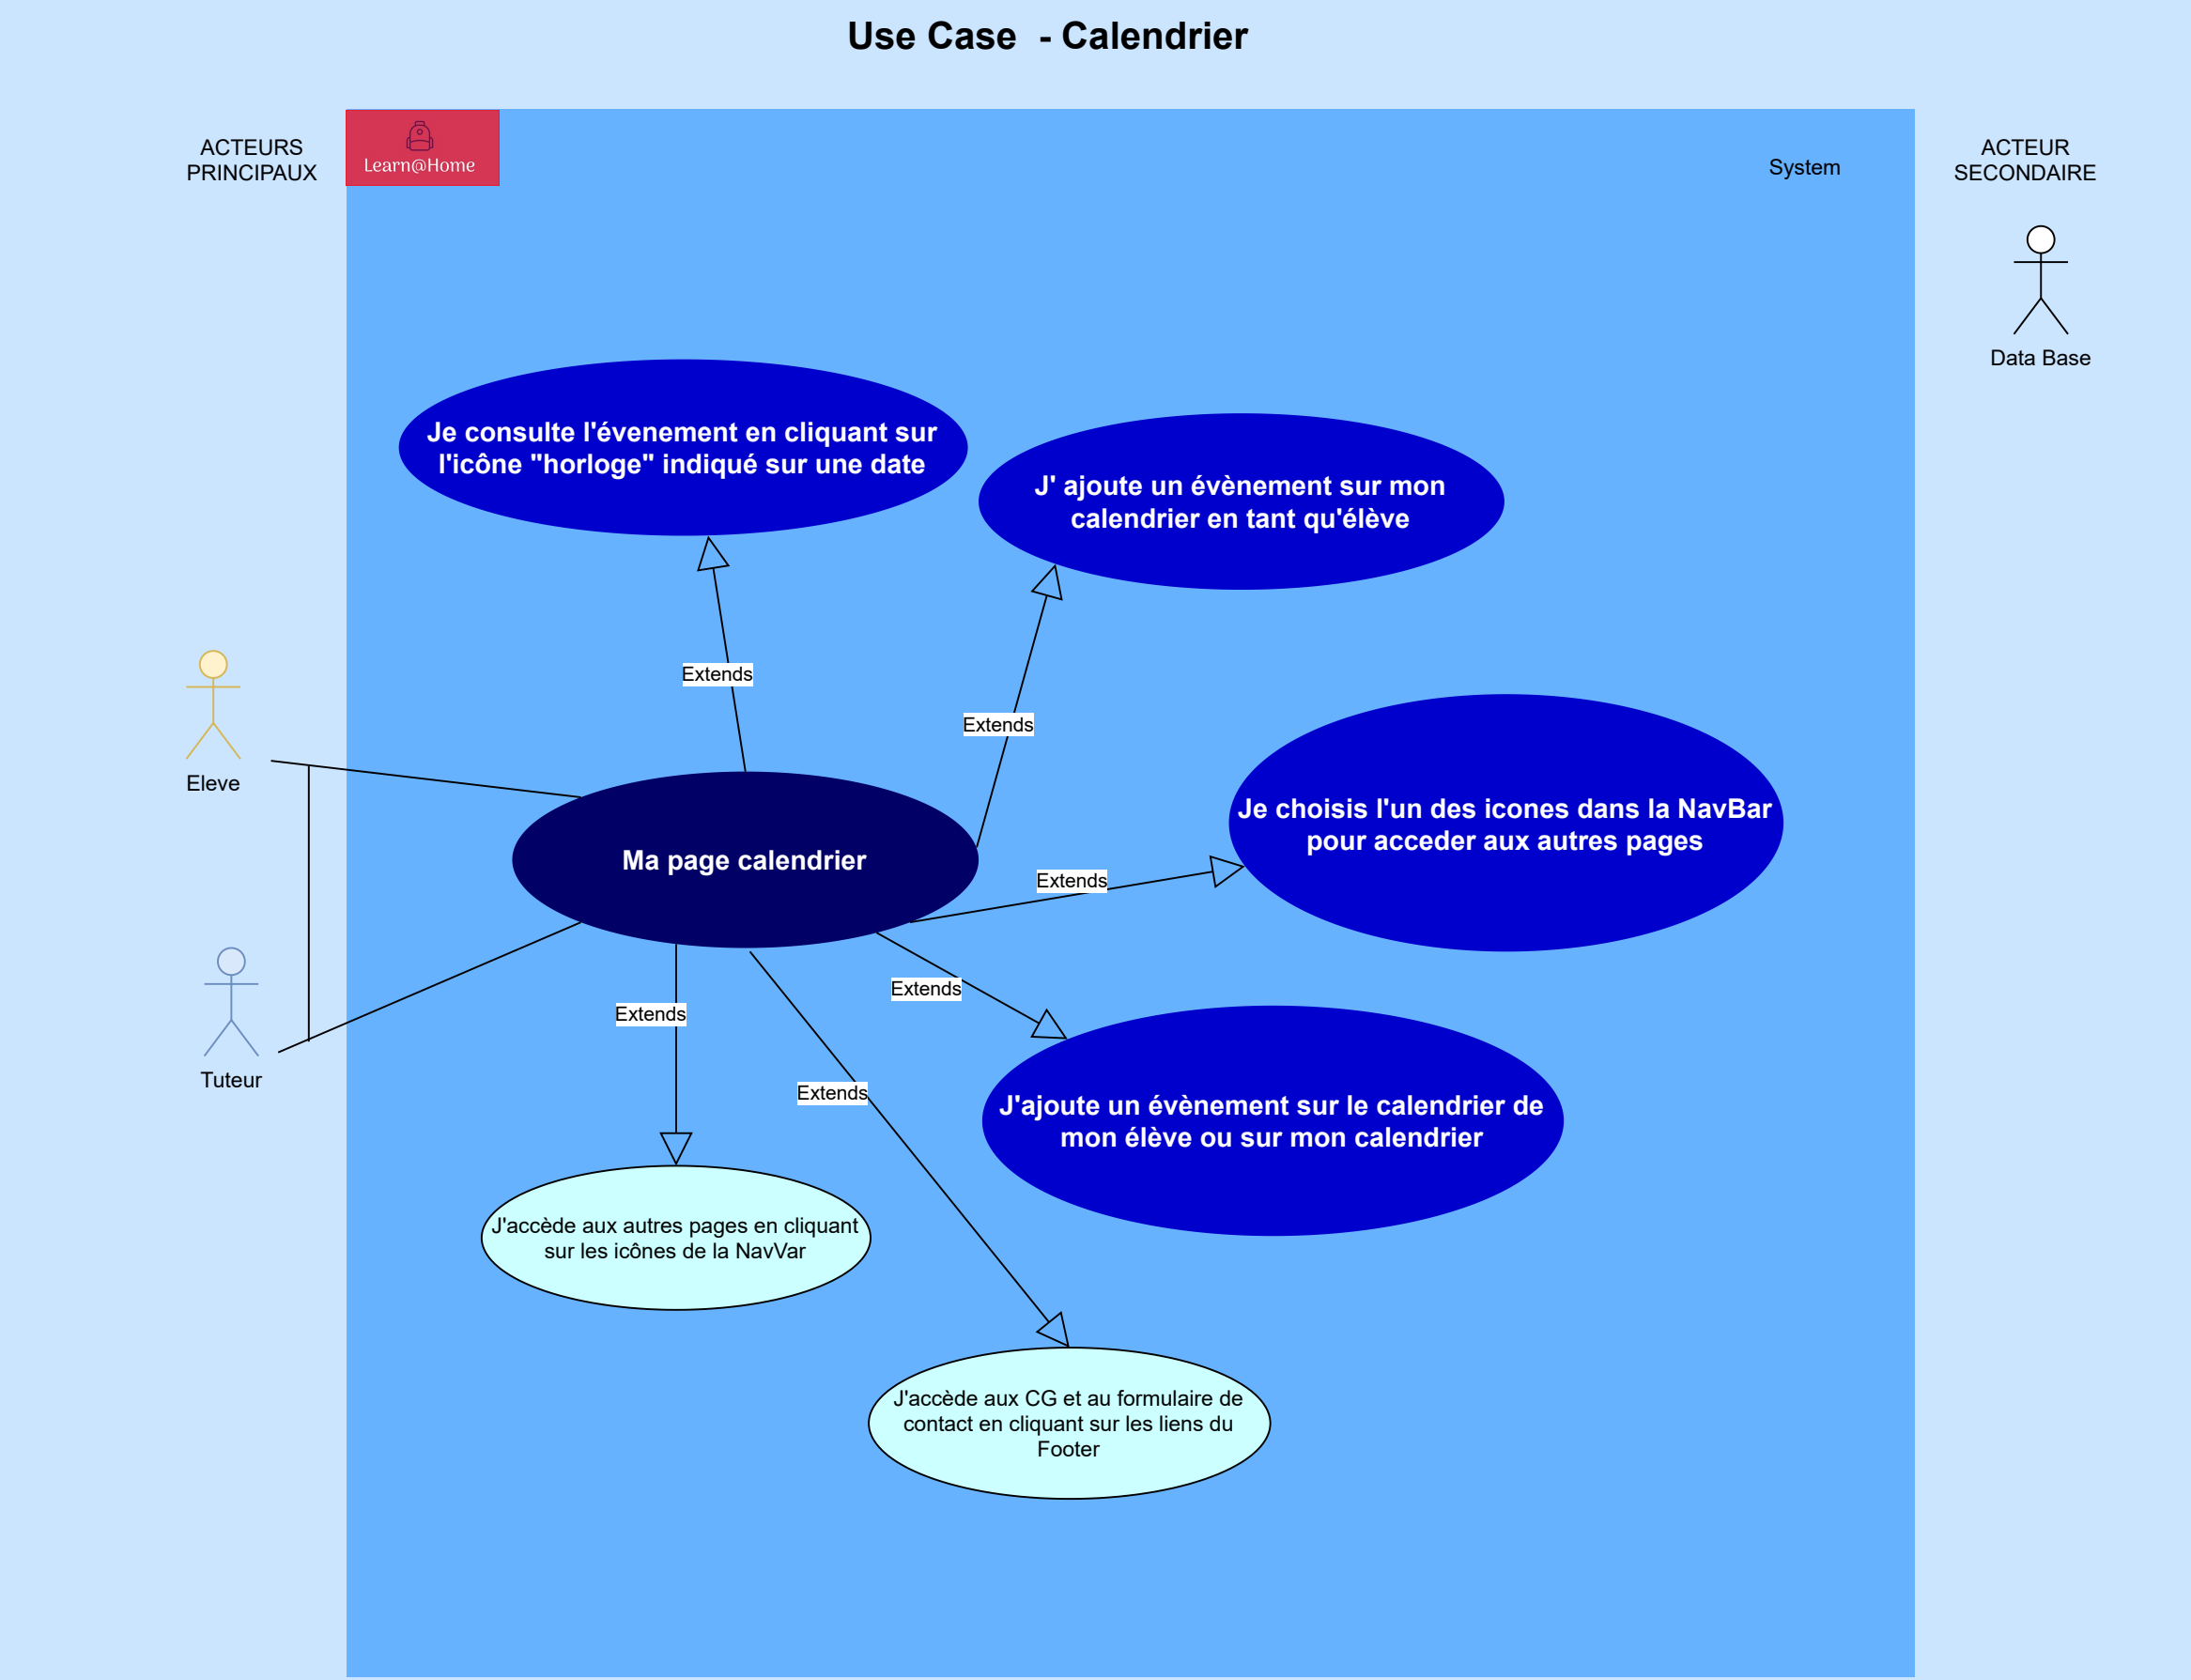 Use Case  - Calendrier
ACTEURS
PRINCIPAUX
Learn@Home
System
ACTEUR
SECONDAIRE
Data Base
Je consulte l'évenement en cliquant sur
l'icône "horloge" indiqué sur une date
J' ajoute un évènement sur mon
calendrier en tant qu'élève
Extends
Extends
Eleve
Je choisis l'un des icones dans la NavBar
pour acceder aux autres pages
Ma page calendrier
Extends
Extends
Extends
Tuteur
Extends
J'ajoute un évènement sur le calendrier de
mon élève ou sur mon calendrier
J'accède aux autres pages en cliquant
sur les icônes de la NavVar
J'accède aux CG et au formulaire de
contact en cliquant sur les liens du
Footer